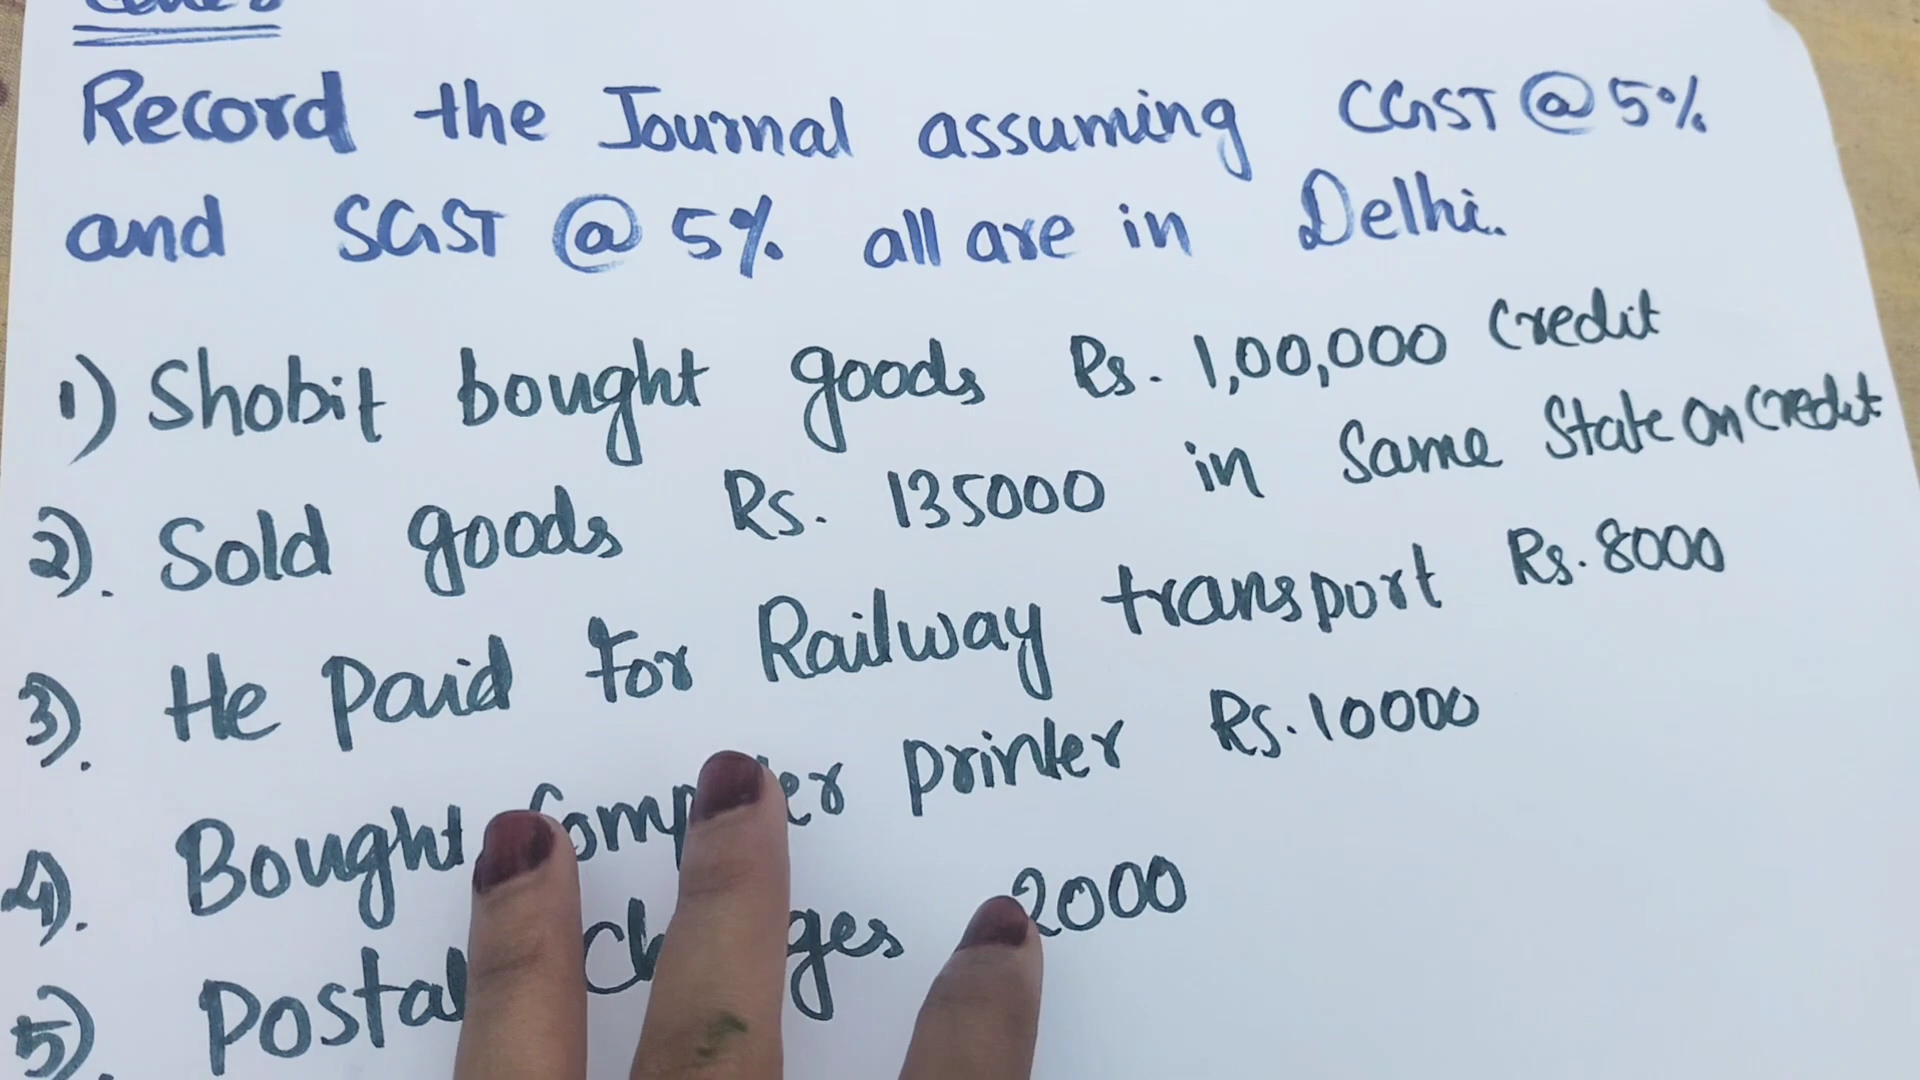 Record the Journal assuming CGST @ 5%
and SGST @ 5% all are in Delhi.
1) Shobit bought goods Rs. 1,00,000 Credit
2). Sold goods Rs. 135000 in Same State on Credit
3). He paid for Railway transport Rs. 8000
4). Bought printer Rs. 10000
5). Postal 2000